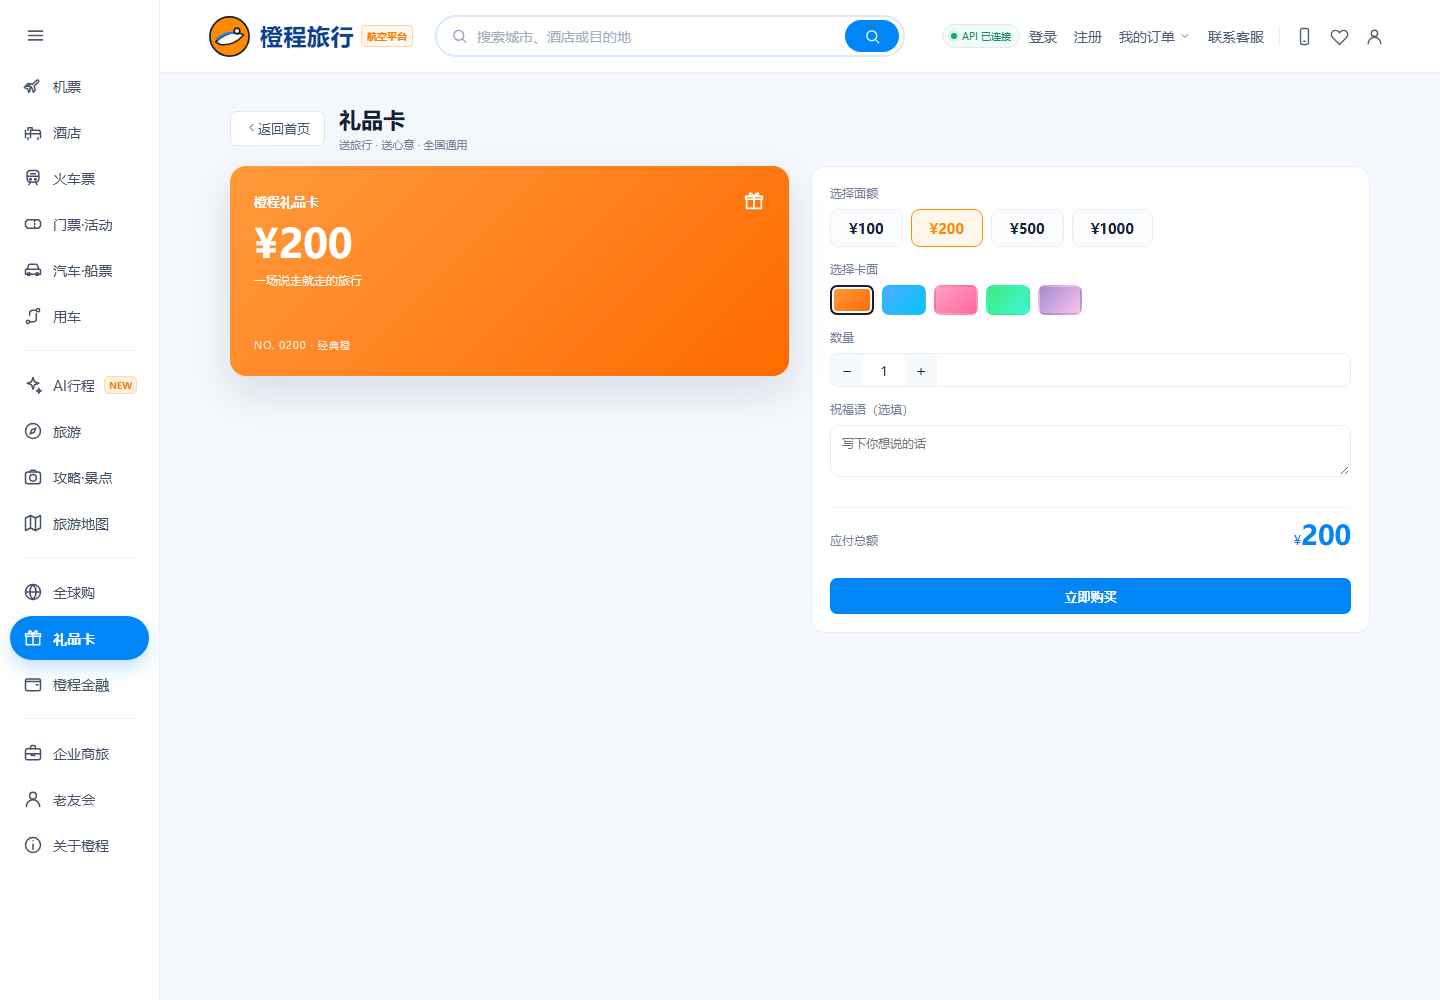 橙程旅行
航空平台
搜索城市、酒店或目的地
API 已连接
登录
注册
我的订单
联系客服
机票
酒店
火车票
门票·活动
汽车·船票
用车
AI行程 NEW
旅游
攻略·景点
旅游地图
全球购
礼品卡
橙程金融
企业商旅
老友会
关于橙程
返回首页
礼品卡
送旅行 · 送心意 · 全国通用
橙程礼品卡
¥200
一场说走就走的旅行
NO. 0200 · 经典橙
选择面额
¥100 ¥200 ¥500 ¥1000
选择卡面
数量
− 1 +
祝福语（选填）
写下你想说的话
应付总额
¥200
立即购买